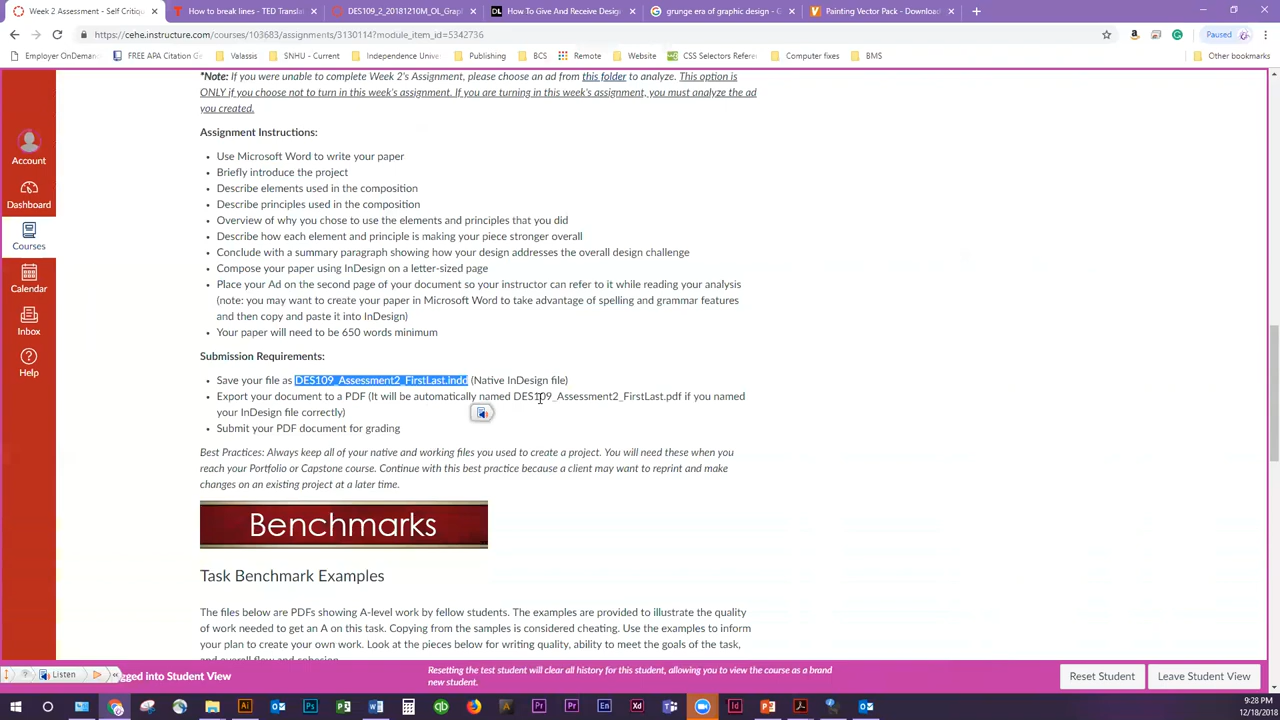 Week 2 Assessment - Self Critiqu
How to break lines - TED Transla
DES109_2_20181210M_OL_Graph
How To Give And Receive Design
grunge era of graphic design - G
Painting Vector Pack - Download
https://cehe.instructure.com/courses/103683/assignments/3130114?module_item_id=5342736
Paused
Employer OnDeman
FREE APA Citation G
Valassis
SNHU - Current
Independence Unive
Publishing
BCS
Remote
Website
CSS Selectors Refere
Computer fixes
BMS
Other bookmarks
*Note: If you were unable to complete Week 2's Assignment, please choose an ad from this folder to analyze. This option is
ONLY if you choose not to turn in this week's assignment. If you are turning in this week's assignment, you must analyze the ad
you created.
Assignment Instructions:
• Use Microsoft Word to write your paper
• Briefly introduce the project
• Describe elements used in the composition
• Describe principles used in the composition
• Overview of why you chose to use the elements and principles that you did
• Describe how each element and principle is making your piece stronger overall
• Conclude with a summary paragraph showing how your design addresses the overall design challenge
• Compose your paper using InDesign on a letter-sized page
• Place your Ad on the second page of your document so your instructor can refer to it while reading your analysis
(note: you may want to create your paper in Microsoft Word to take advantage of spelling and grammar features
and then copy and paste it into InDesign)
• Your paper will need to be 650 words minimum
Submission Requirements:
• Save your file as DES109_Assessment2_FirstLast.indd (Native InDesign file)
• Export your document to a PDF (It will be automatically named DES109_Assessment2_FirstLast.pdf if you named
your InDesign file correctly)
• Submit your PDF document for grading
Best Practices: Always keep all of your native and working files you used to create a project. You will need these when you
reach your Portfolio or Capstone course. Continue with this best practice because a client may want to reprint and make
changes on an existing project at a later time.
Benchmarks
Task Benchmark Examples
The files below are PDFs showing A-level work by fellow students. The examples are provided to illustrate the quality
of work needed to get an A on this task. Copying from the samples is considered cheating. Use the examples to inform
your plan to create your own work. Look at the pieces below for writing quality, ability to meet the goals of the task,
and overall flow and cohesion.
Account
Dashboard
Courses
Calendar
Inbox
Help
Listen
gged into Student View
Resetting the test student will clear all history for this student, allowing you to view the course as a brand
new student.
Reset Student
Leave Student View
9:28 PM
12/18/2018